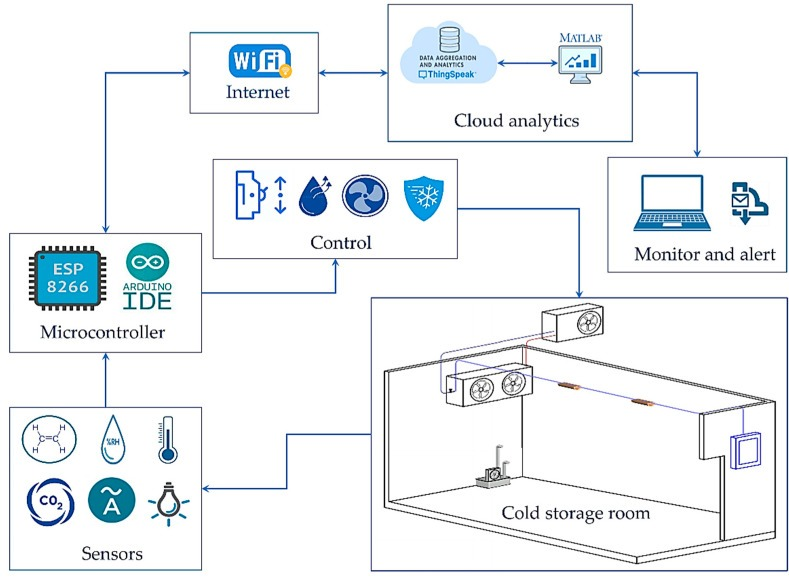 WiFi
Internet
DATA AGGREGATION
AND ANALYTICS
ThingSpeak
MATLAB
Cloud analytics
Control
Monitor and alert
ESP
8266
ARDUINO
IDE
Microcontroller
H H
C=C
H H
%RH
CO2
Ã
Sensors
Cold storage room